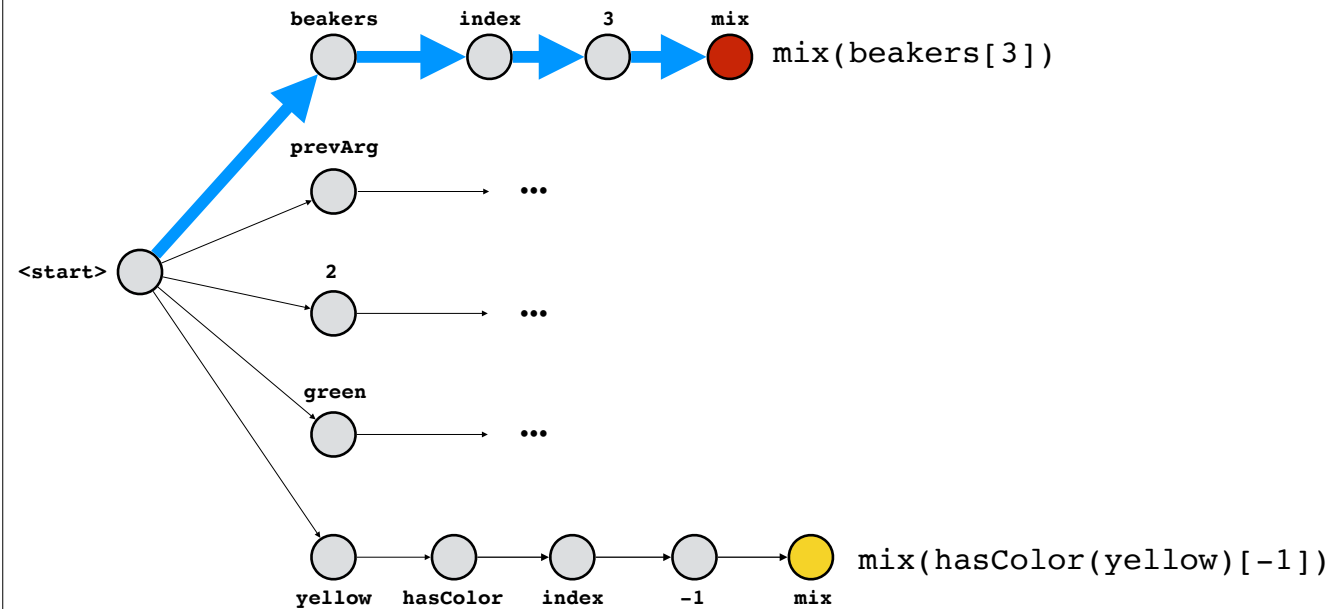 beakers index 3 mix
mix(beakers[3])
prevArg
•••
<start>
2
•••
green
•••
mix(hasColor(yellow)[-1])
yellow hasColor index -1 mix